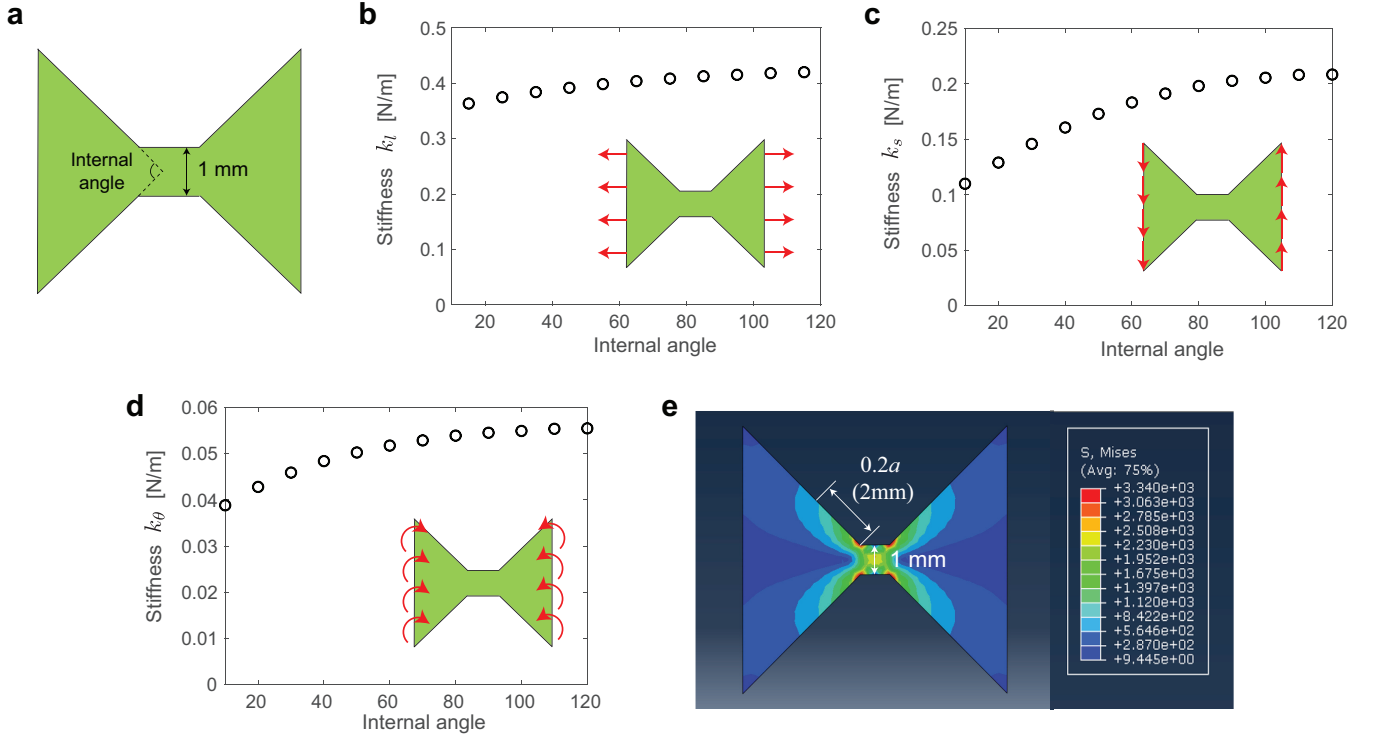 a
Internal
angle
1 mm
b
Stiffness k_l [N/m]
0.5
0.4
0.3
0.2
0.1
0
20 40 60 80 100 120
Internal angle
c
Stiffness k_s [N/m]
0.25
0.2
0.15
0.1
0.05
0
20 40 60 80 100 120
Internal angle
d
Stiffness k_θ [N/m]
0.06
0.05
0.04
0.03
0.02
0.01
0
20 40 60 80 100 120
Internal angle
e
0.2a
(2mm)
1 mm
S, Mises
(Avg: 75%)
+3.340e+03
+3.063e+03
+2.785e+03
+2.508e+03
+2.230e+03
+1.952e+03
+1.675e+03
+1.397e+03
+1.120e+03
+8.422e+02
+5.646e+02
+2.870e+02
+9.445e+00